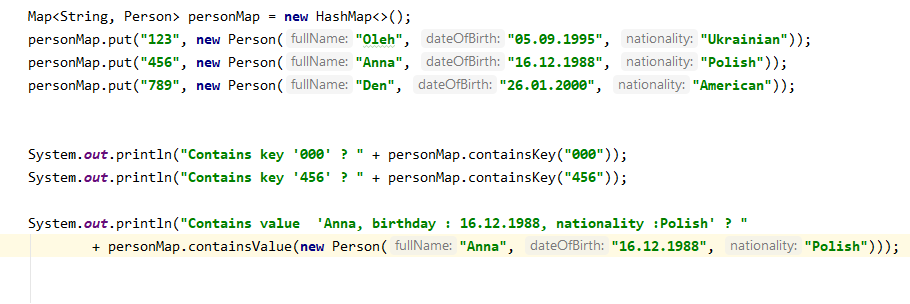 Map<String, Person> personMap = new HashMap<>();
personMap.put("123", new Person( fullName: "Oleh", dateOfBirth: "05.09.1995", nationality: "Ukrainian"));
personMap.put("456", new Person( fullName: "Anna", dateOfBirth: "16.12.1988", nationality: "Polish"));
personMap.put("789", new Person( fullName: "Den", dateOfBirth: "26.01.2000", nationality: "American"));
System.out.println("Contains key '000' ? " + personMap.containsKey("000"));
System.out.println("Contains key '456' ? " + personMap.containsKey("456"));
System.out.println("Contains value  'Anna, birthday : 16.12.1988, nationality :Polish' ? "
+ personMap.containsValue(new Person( fullName: "Anna", dateOfBirth: "16.12.1988", nationality: "Polish")));